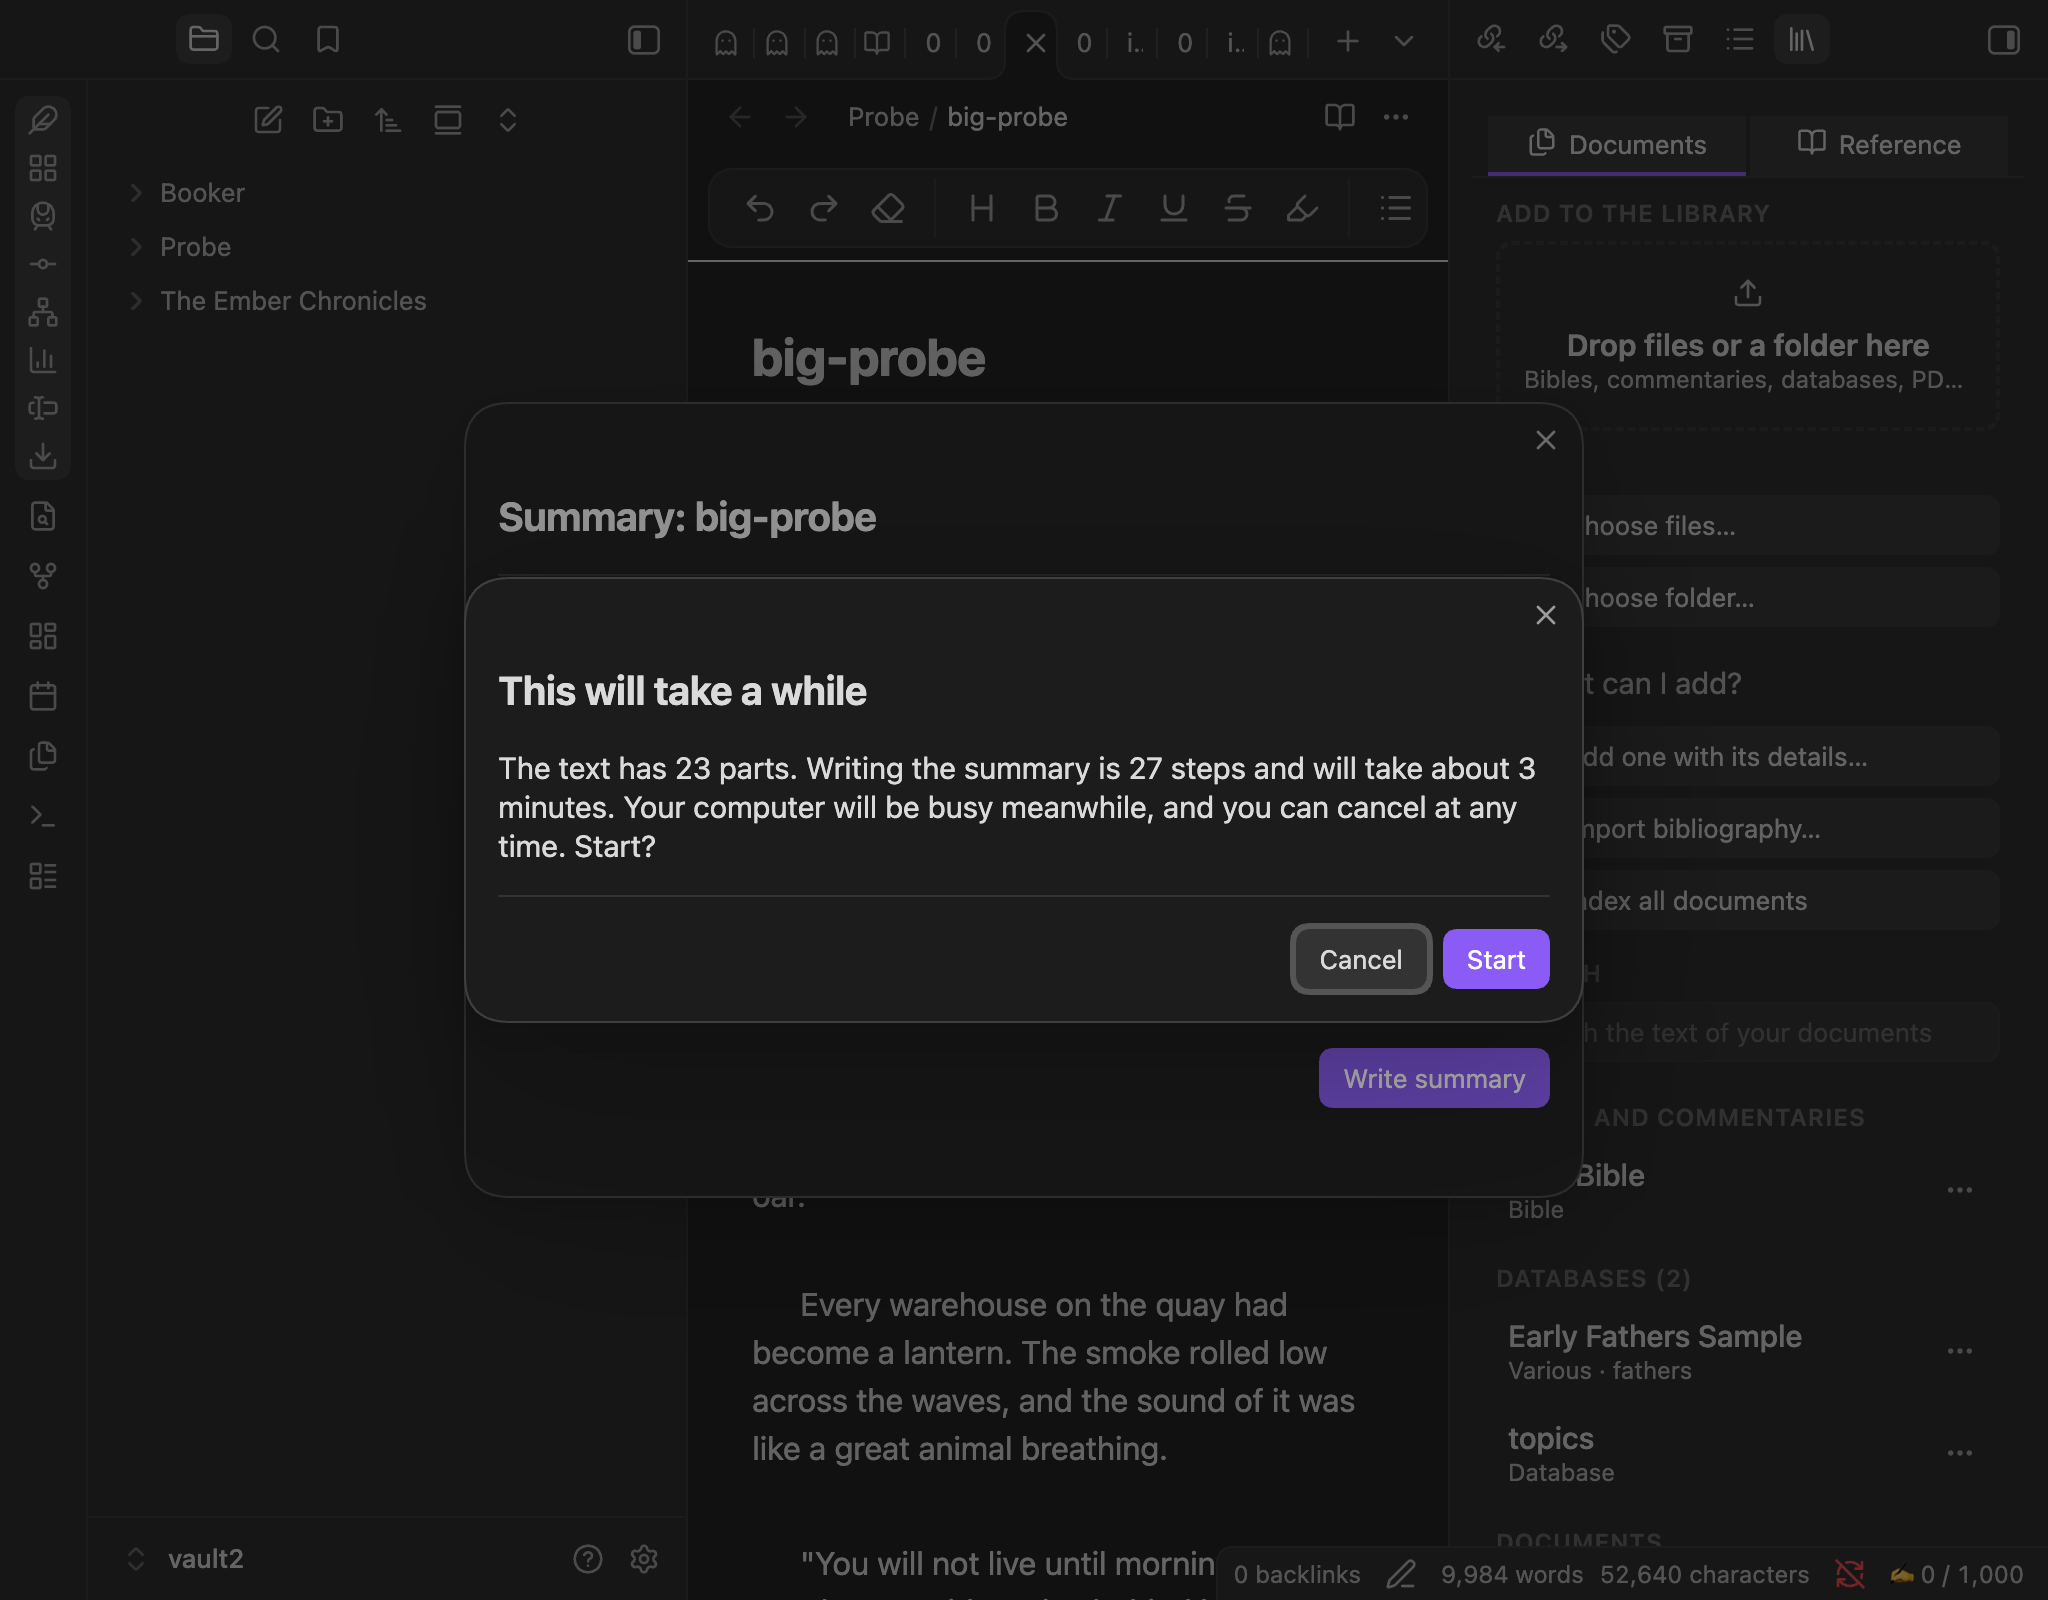 0
0
0
i..
0
i..
Probe / big-probe
Documents
Reference
Booker
Probe
The Ember Chronicles
ADD TO THE LIBRARY
Drop files or a folder here
Bibles, commentaries, databases, PD...
big-probe
Summary: big-probe
hoose files...
hoose folder...
This will take a while
t can I add?
The text has 23 parts. Writing the summary is 27 steps and will take about 3
minutes. Your computer will be busy meanwhile, and you can cancel at any
time. Start?
dd one with its details...
mport bibliography...
ndex all documents
Cancel
Start
H
h the text of your documents
Write summary
AND COMMENTARIES
Bible
Bible
oar.
DATABASES (2)
Every warehouse on the quay had
become a lantern. The smoke rolled low
across the waves, and the sound of it was
like a great animal breathing.
Early Fathers Sample
Various · fathers
topics
Database
DOCUMENTS
"You will not live until mornin
vault2
0 backlinks
9,984 words
52,640 characters
0 / 1,000